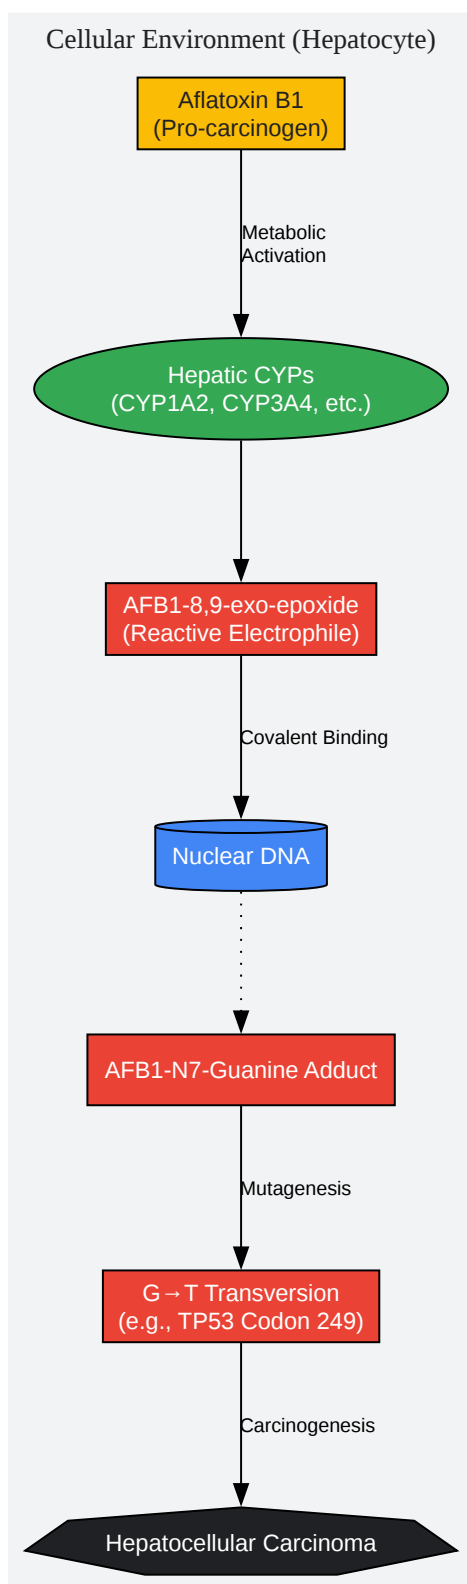 Cellular Environment (Hepatocyte)
Aflatoxin B1
(Pro-carcinogen)
Metabolic
Activation
Hepatic CYPs
(CYP1A2, CYP3A4, etc.)
AFB1-8,9-exo-epoxide
(Reactive Electrophile)
Covalent Binding
Nuclear DNA
AFB1-N7-Guanine Adduct
Mutagenesis
G→T Transversion
(e.g., TP53 Codon 249)
Carcinogenesis
Hepatocellular Carcinoma